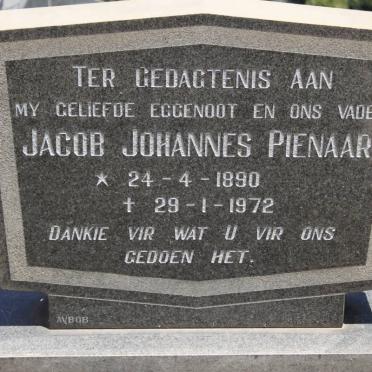 TER GEDAGTENIS AAN
MY GELIEFDE EGGENOOT EN ONS VADE
JACOB JOHANNES PIENAAR
* 24-4-1890
† 29-1-1972
DANKIE VIR WAT U VIR ONS
GEDOEN HET.
AVBOB